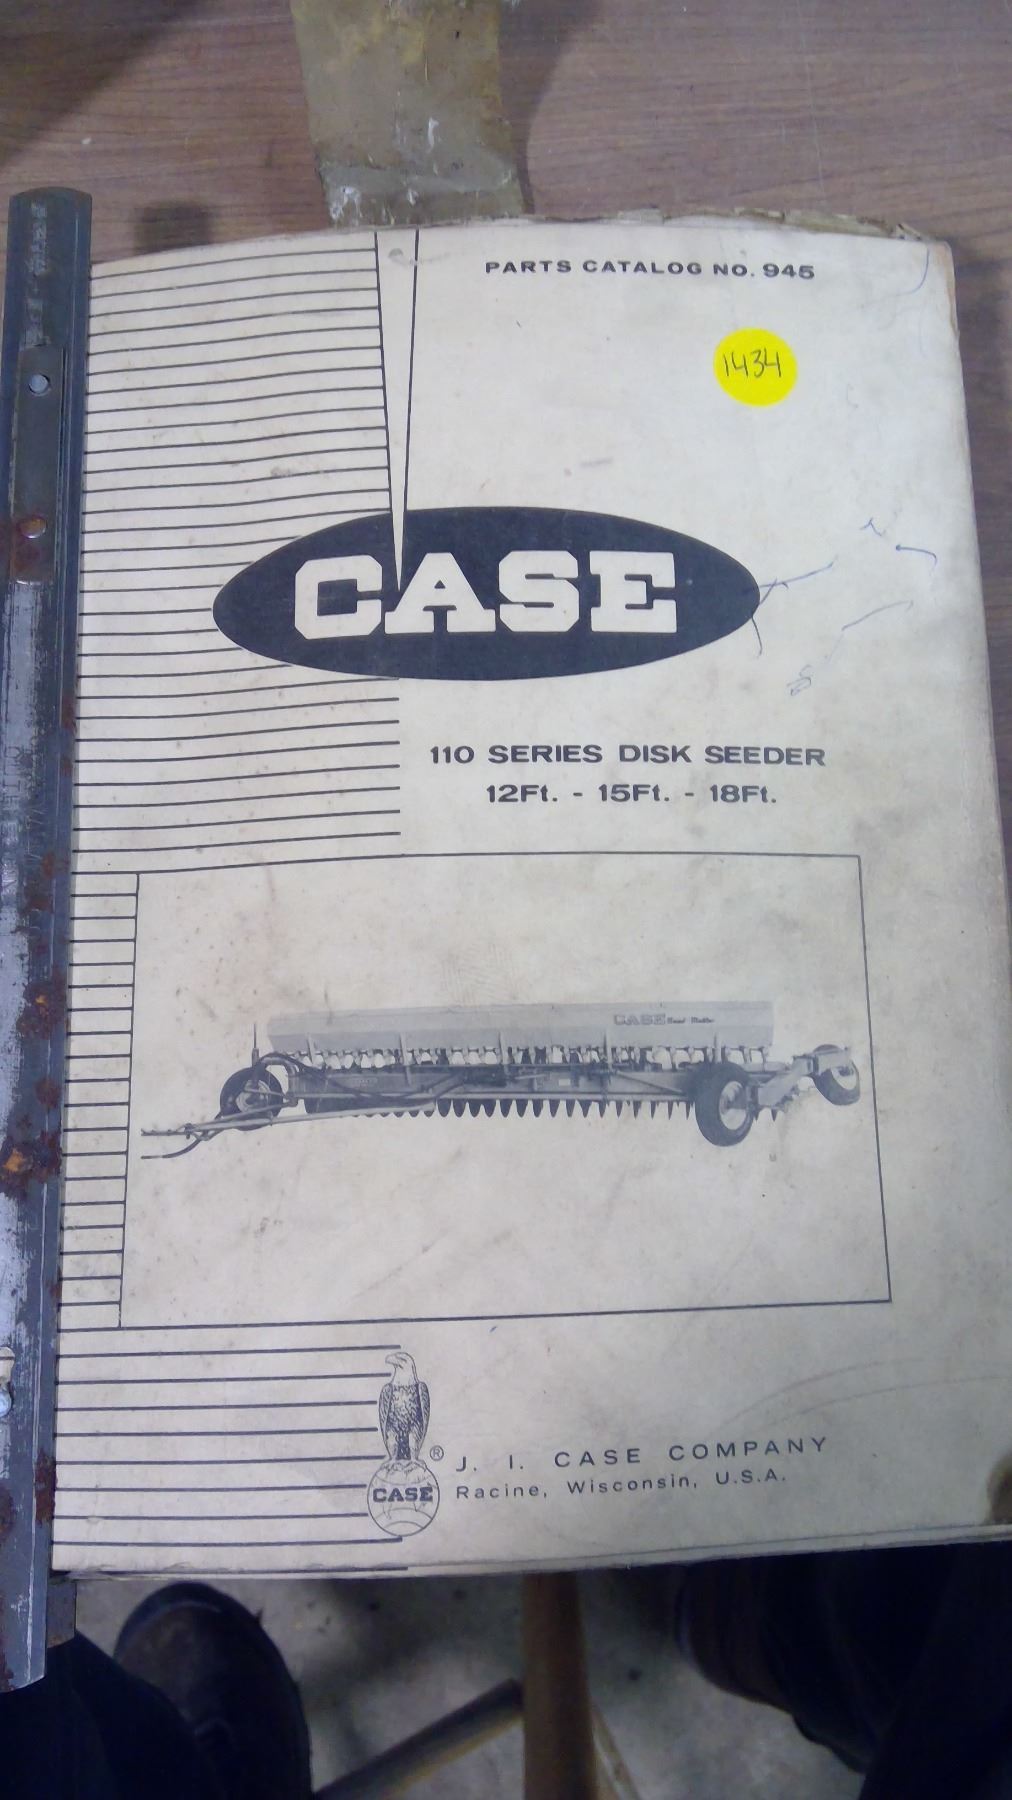 PARTS CATALOG NO. 945
1434
CASE
110 SERIES DISK SEEDER
12Ft. - 15Ft. - 18Ft.
CASE
CASE
® J. I. CASE COMPANY
Racine, Wisconsin, U.S.A.